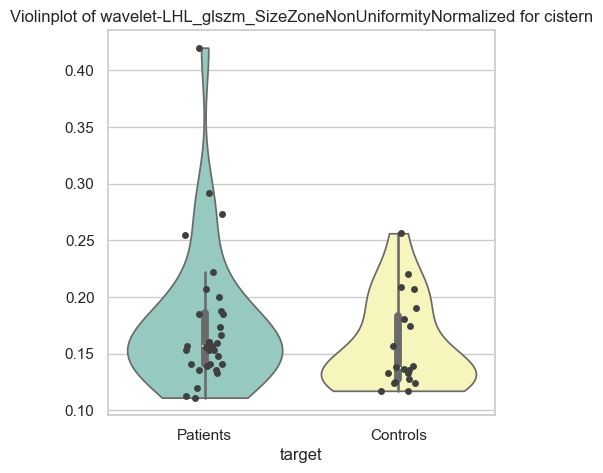 Violinplot of wavelet-LHL_glszm_SizeZoneNonUniformityNormalized for cistern
0.40
0.35
0.30
0.25
0.20
0.15
0.10
Patients Controls
target